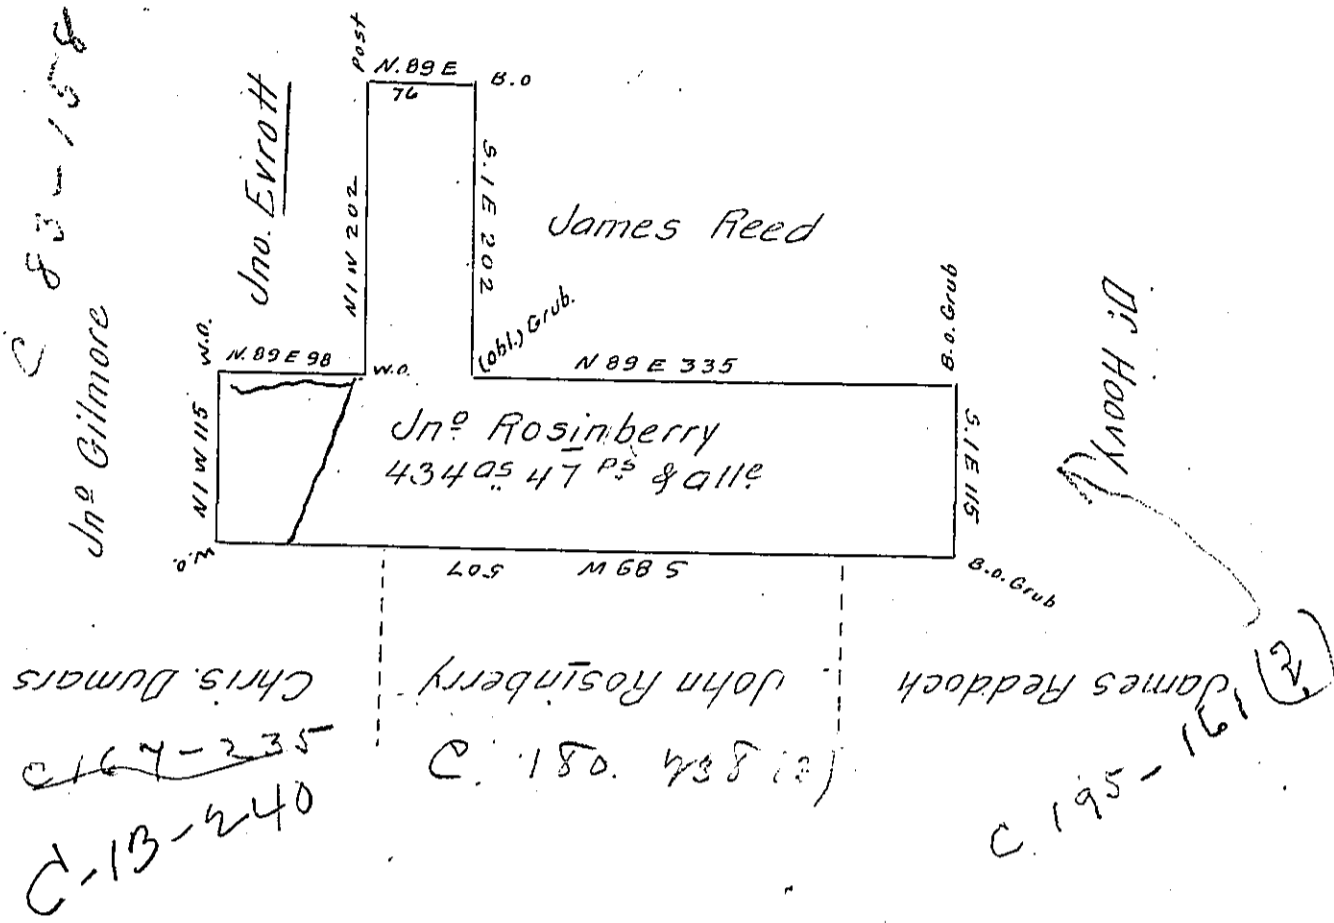 C 83-158
Jno. Evrott
Post
N. 89 E
76
B.O
N 1 W 202
S. 1 E 202
James Reed
(obl.) Grub.
Jnº Gilmore
W.O.
N. 89 E 98
W.O.
N 89 E 335
B.O. Grub
Dr Hoovy
N 1 W 115
Jnº Rosinberry
434 as 47 ps & alle
S. 1 E 115
W.O.
S 89 W 507
B.O. Grub
Chris. Dumars
John Rosinberry
James Reddock
C 167-235
C-13-240
C. 180.
C. 195-161 (2)